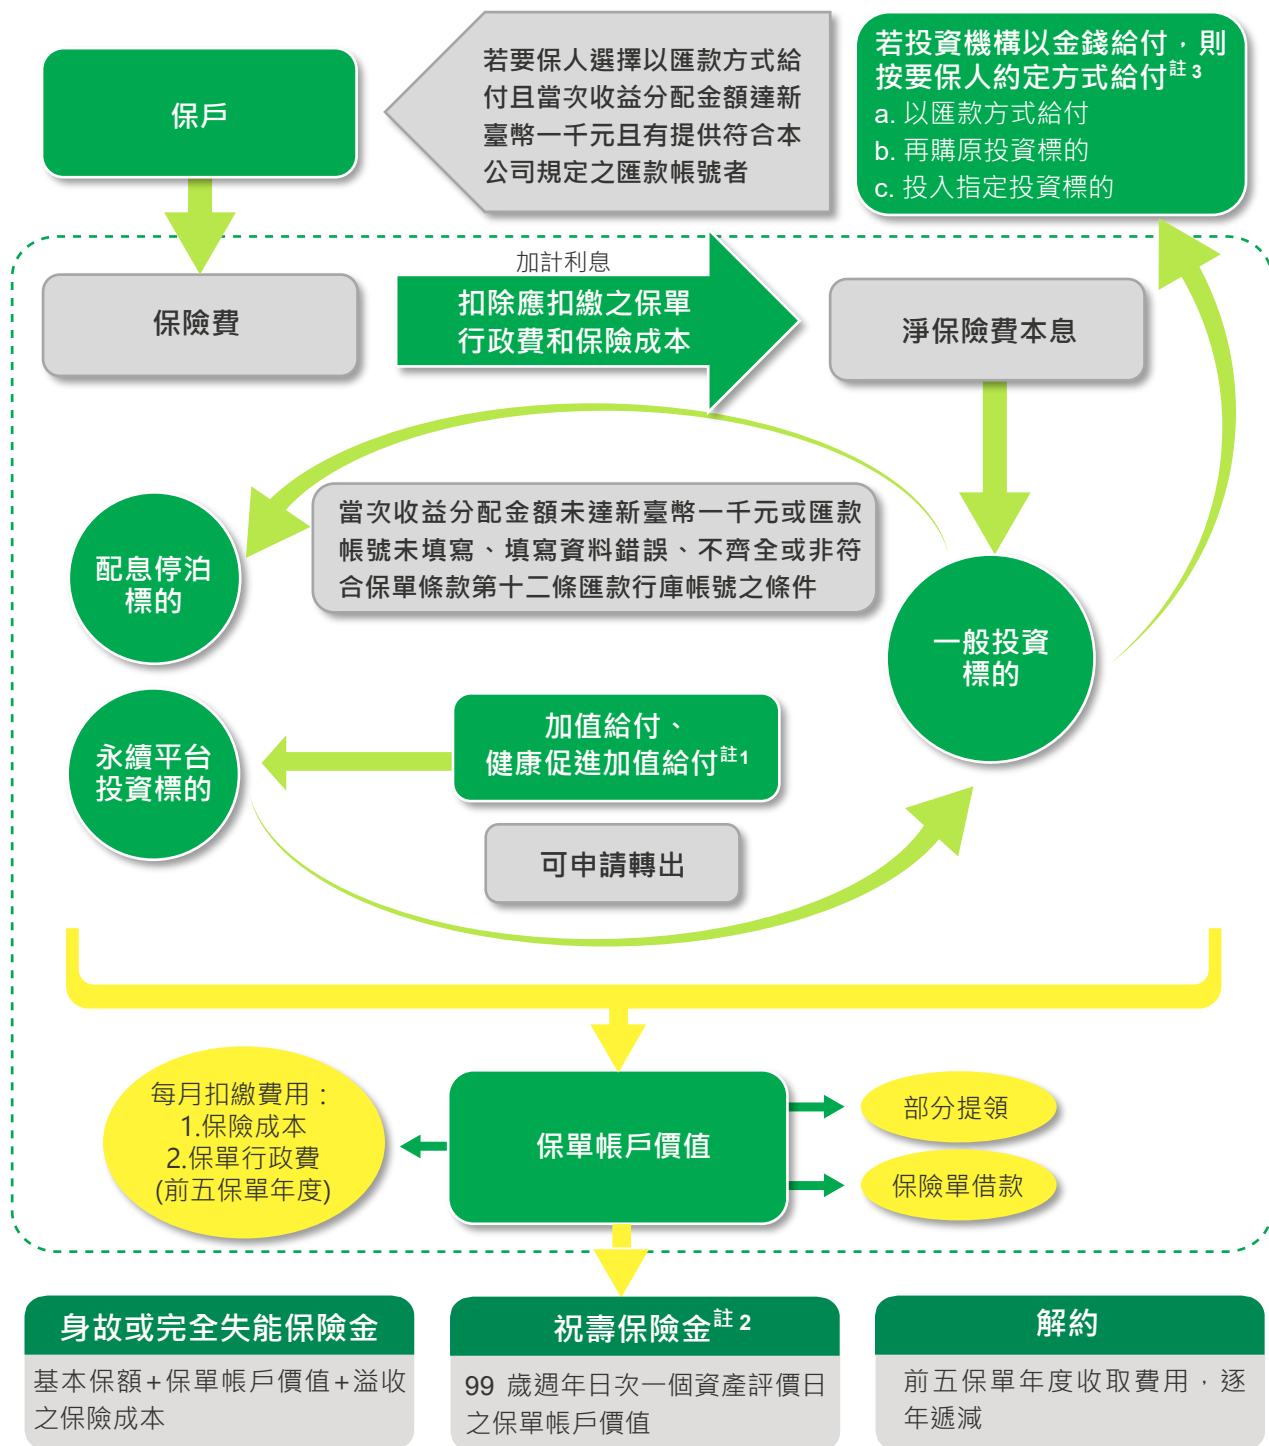 保戶
若要保人選擇以匯款方式給
付且當次收益分配金額達新
臺幣一千元且有提供符合本
公司規定之匯款帳號者
若投資機構以金錢給付，則
按要保人約定方式給付註3
a. 以匯款方式給付
b. 再購原投資標的
c. 投入指定投資標的
保險費
加計利息
扣除應扣繳之保單
行政費和保險成本
淨保險費本息
當次收益分配金額未達新臺幣一千元或匯款
帳號未填寫、填寫資料錯誤、不齊全或非符
合保單條款第十二條匯款行庫帳號之條件
配息停泊
標的
一般投資
標的
永續平台
投資標的
加值給付、
健康促進加值給付註1
可申請轉出
每月扣繳費用：
1.保險成本
2.保單行政費
(前五保單年度)
保單帳戶價值
部分提領
保險單借款
身故或完全失能保險金
基本保額+保單帳戶價值+溢收
之保險成本
祝壽保險金註2
99 歲週年日次一個資產評價日
之保單帳戶價值
解約
前五保單年度收取費用，逐
年遞減